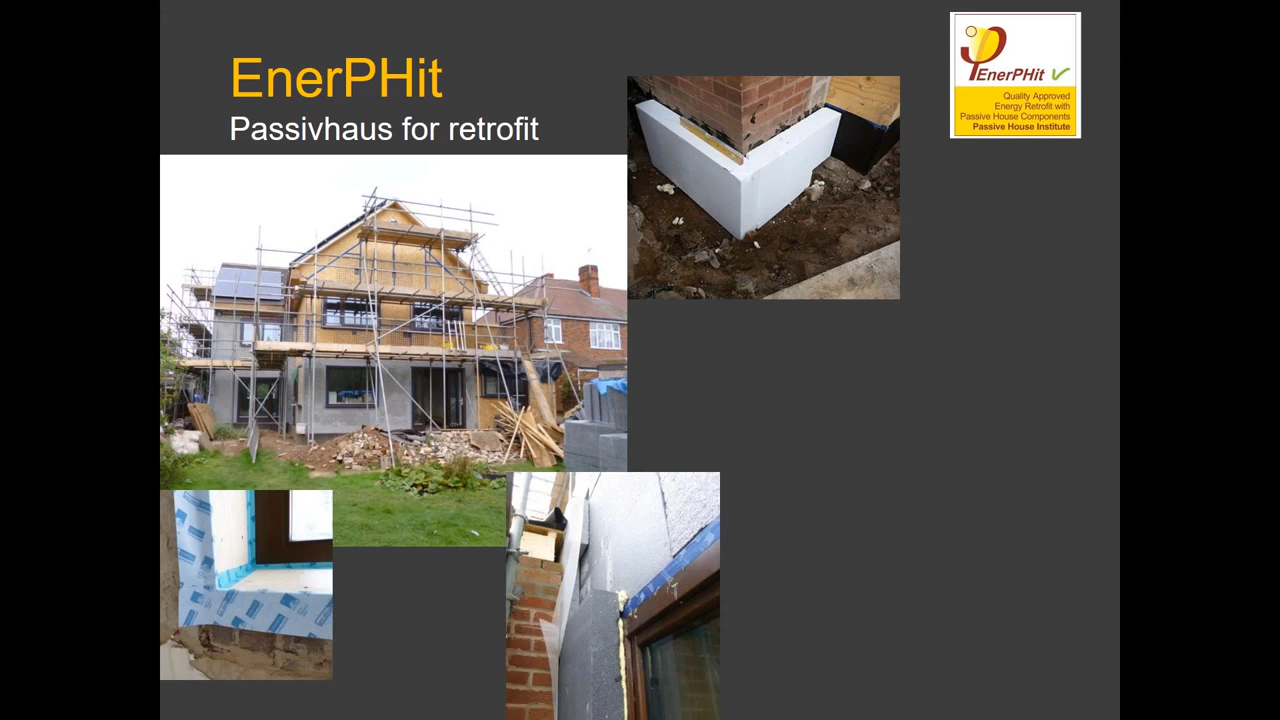 EnerPHit
Passivhaus for retrofit
EnerPHit
Quality Approved
Energy Retrofit with
Passive House Components
Passive House Institute